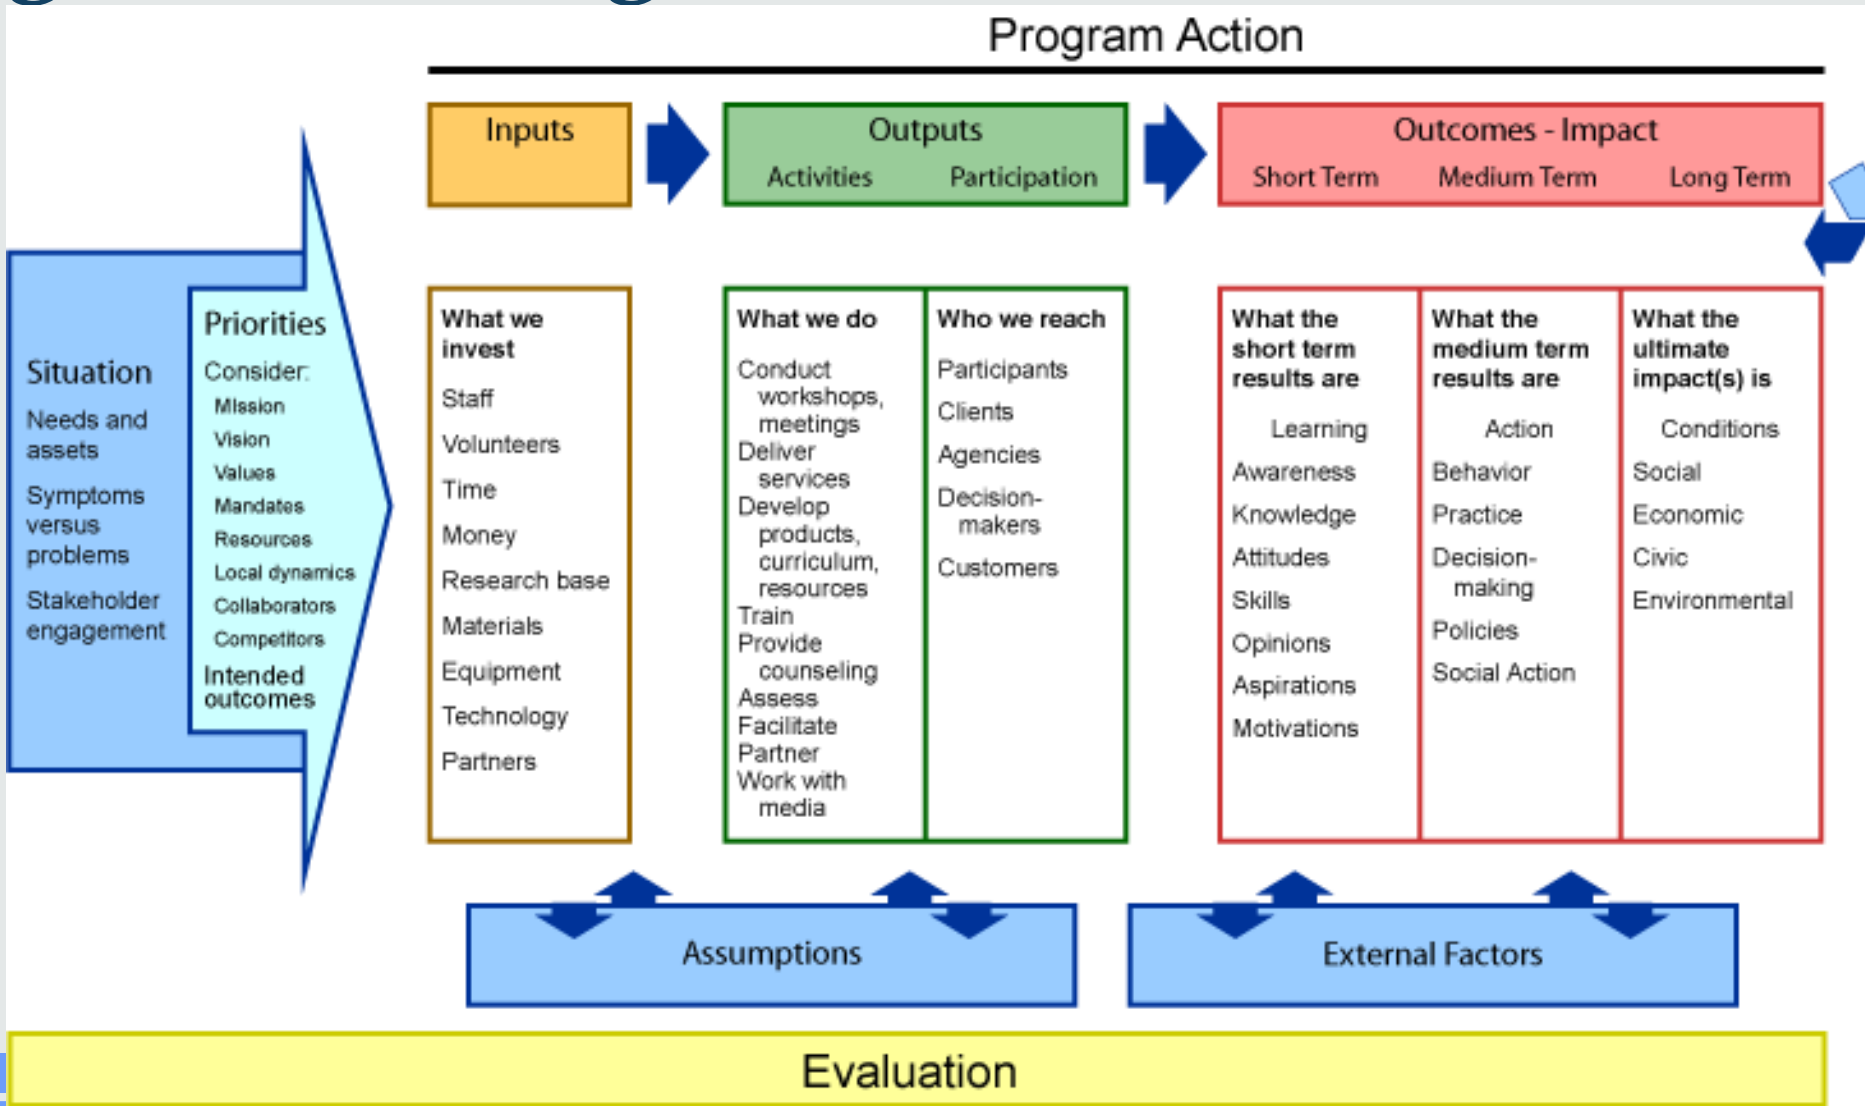 Program Action
Inputs
Outputs
Activities Participation
Outcomes - Impact
Short Term Medium Term Long Term
Situation
Needs and
assets
Symptoms
versus
problems
Stakeholder
engagement
Priorities
Consider:
MIssion
Vision
Values
Mandates
Resources
Local dynamics
Collaborators
Competitors
Intended
outcomes
What we
invest
Staff
Volunteers
Time
Money
Research base
Materials
Equipment
Technology
Partners
What we do
Conduct
workshops,
meetings
Deliver
services
Develop
products,
curriculum,
resources
Train
Provide
counseling
Assess
Facilitate
Partner
Work with
media
Who we reach
Participants
Clients
Agencies
Decision-
makers
Customers
What the
short term
results are
Learning
Awareness
Knowledge
Attitudes
Skills
Opinions
Aspirations
Motivations
What the
medium term
results are
Action
Behavior
Practice
Decision-
making
Policies
Social Action
What the
ultimate
impact(s) is
Conditions
Social
Economic
Civic
Environmental
Assumptions
External Factors
Evaluation